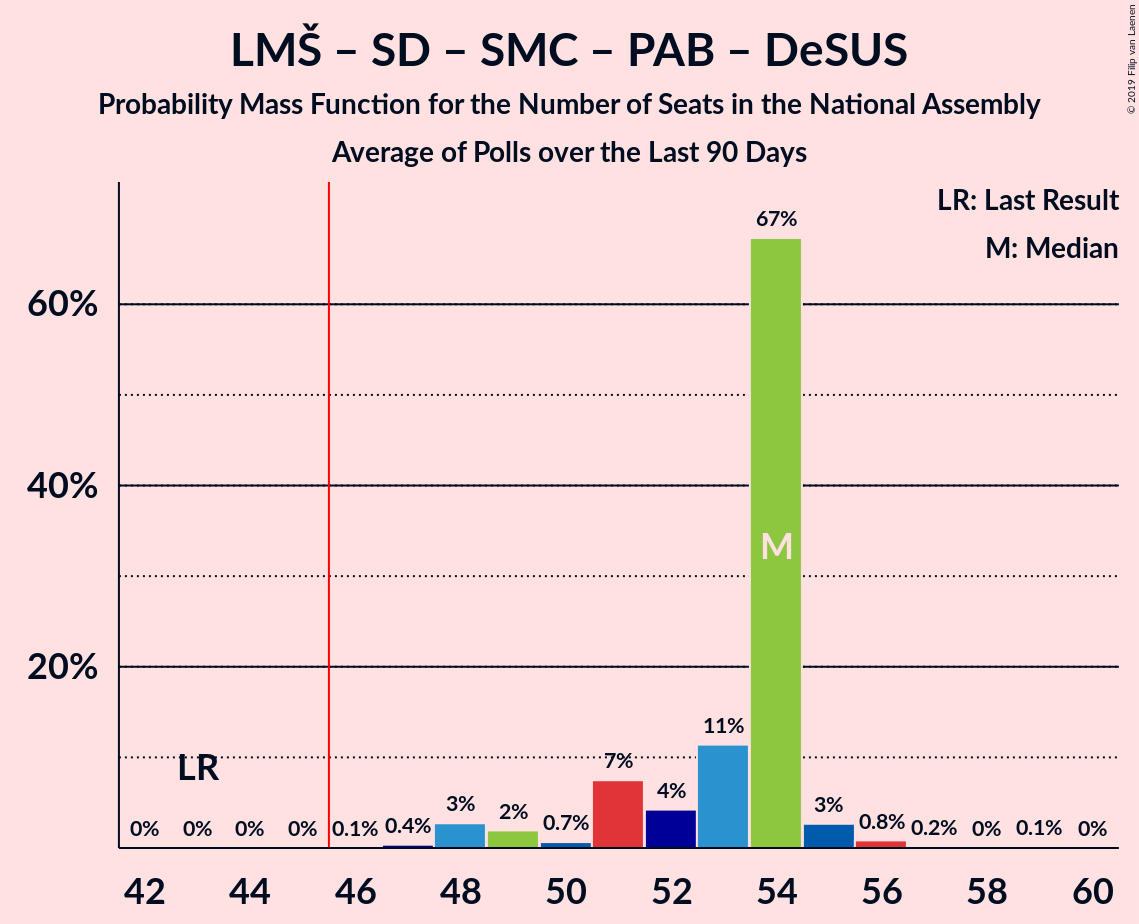 LMŠ – SD – SMC – PAB – DeSUS
Probability Mass Function for the Number of Seats in the National Assembly
Average of Polls over the Last 90 Days
© 2019 Filip van Laenen
LR: Last Result
M: Median
67%
60%
40%
M
20%
11%
LR
7%
4%
3%
2%
0.7%
3%
0.8%
0% 0% 0% 0% 0.1% 0.4% 0.2% 0% 0.1% 0%
42 44 46 48 50 52 54 56 58 60